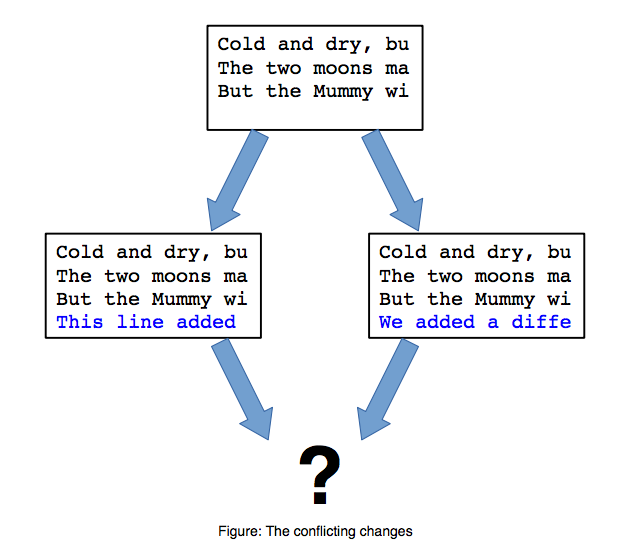 Cold and dry, bu
The two moons ma
But the Mummy wi
Cold and dry, bu
The two moons ma
But the Mummy wi
This line added
Cold and dry, bu
The two moons ma
But the Mummy wi
We added a diffe
?
Figure: The conflicting changes